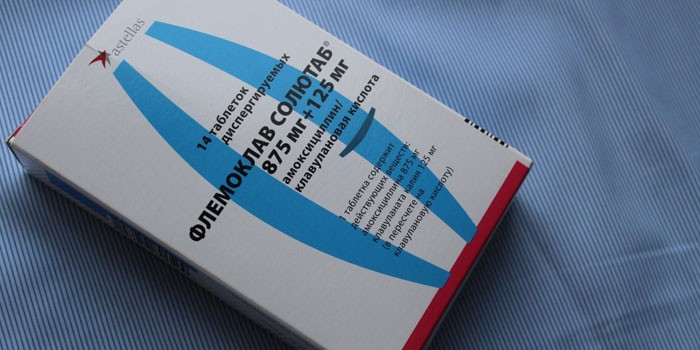 astellas
14 таблеток
диспергируемых
ФЛЕМОКЛАВ СОЛЮТАБ®
875 мг+125 мг
амоксициллин/
клавулановая кислота
1 таблетка содержит
действующих веществ:
амоксициллина 875 мг
клавуланата калия 125 мг
(в пересчете на
клавулановую кислоту)